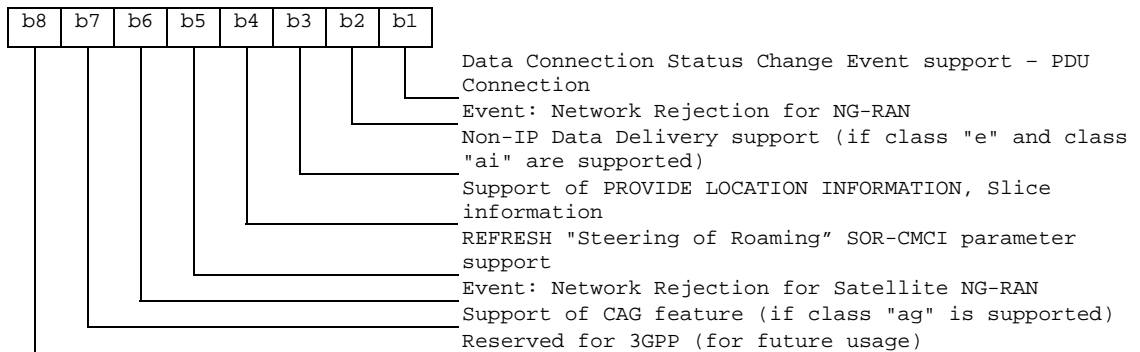 b8 b7 b6 b5 b4 b3 b2 b1
Data Connection Status Change Event support – PDU
Connection
Event: Network Rejection for NG-RAN
Non-IP Data Delivery support (if class "e" and class
"ai" are supported)
Support of PROVIDE LOCATION INFORMATION, Slice
information
REFRESH "Steering of Roaming” SOR-CMCI parameter
support
Event: Network Rejection for Satellite NG-RAN
Support of CAG feature (if class "ag" is supported)
Reserved for 3GPP (for future usage)